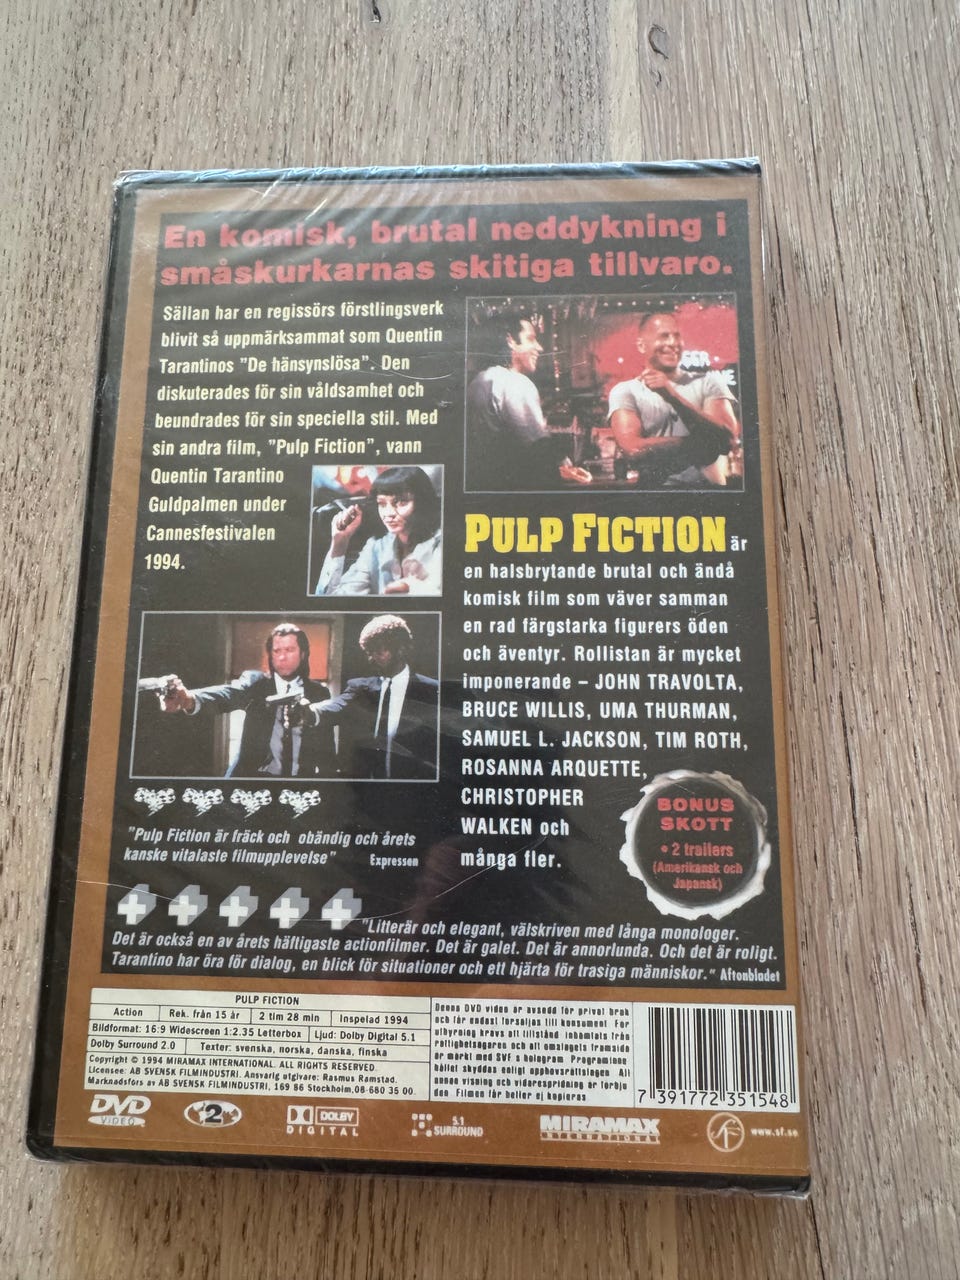 En komisk, brutal neddykning i
småskurkarnas skitiga tillvaro.
Sällan har en regissörs förstlingsverk
blivit så uppmärksammat som Quentin
Tarantinos "De hänsynslösa". Den
diskuterades för sin våldsamhet och
beundrades för sin speciella stil. Med
sin andra film, "Pulp Fiction", vann
Quentin Tarantino
Guldpalmen under
Cannesfestivalen
1994.
PULP FICTION är
en halsbrytande brutal och ändå
komisk film som väver samman
en rad färgstarka figurers öden
och äventyr. Rollistan är mycket
imponerande – JOHN TRAVOLTA,
BRUCE WILLIS, UMA THURMAN,
SAMUEL L. JACKSON, TIM ROTH,
ROSANNA ARQUETTE,
CHRISTOPHER
WALKEN och
många fler.
BONUS
SKOTT
• 2 trailers
(Amerikansk och
Japansk)
"Pulp Fiction är fräck och obändig och årets
kanske vitalaste filmupplevelse" Expressen
"Litterär och elegant, välskriven med långa monologer.
Det är också en av årets häftigaste actionfilmer. Det är galet. Det är annorlunda. Och det är roligt.
Tarantino har öra för dialog, en blick för situationer och ett hjärta för trasiga människor." Aftonbladet
PULP FICTION
Action Rek. från 15 år 2 tim 28 min Inspelad 1994
Bildformat: 16:9 Widescreen 1:2.35 Letterbox Ljud: Dolby Digital 5.1
Dolby Surround 2.0 Texter: svenska, norska, danska, finska
Copyright © 1994 MIRAMAX INTERNATIONAL. ALL RIGHTS RESERVED.
Licensee: AB SVENSK FILMINDUSTRI. Ansvarig utgivare: Rasmus Ramstad.
Marknadsförs av AB SVENSK FILMINDUSTRI, 169 86 Stockholm,08-680 35 00.
Denna DVD video är avsedd för privat bruk
och får endast försäljas till konsument. För
uthyrning krävs att tillstånd inhämtats från
rättighetsägaren och att omslagets framsida
är märkt med SVF:s hologram. Programinne
hållet skyddas enligt upphovsrättslagen. All
annan visning och vidarespridning är förbju
den. Filmen får heller ej kopieras
7 391772 351548
DVD
VIDEO
2
DOLBY
DIGITAL
5.1
SURROUND
MIRAMAX
INTERNATIONAL
SF
www.sf.se